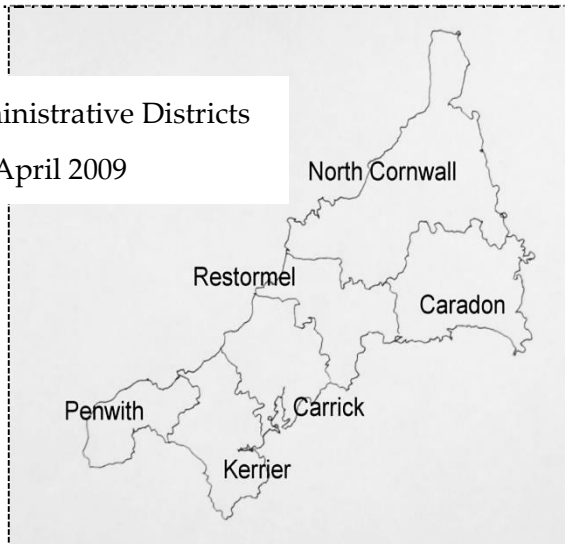 ministrative Districts
April 2009
North Cornwall
Restormel
Caradon
Penwith
Carrick
Kerrier